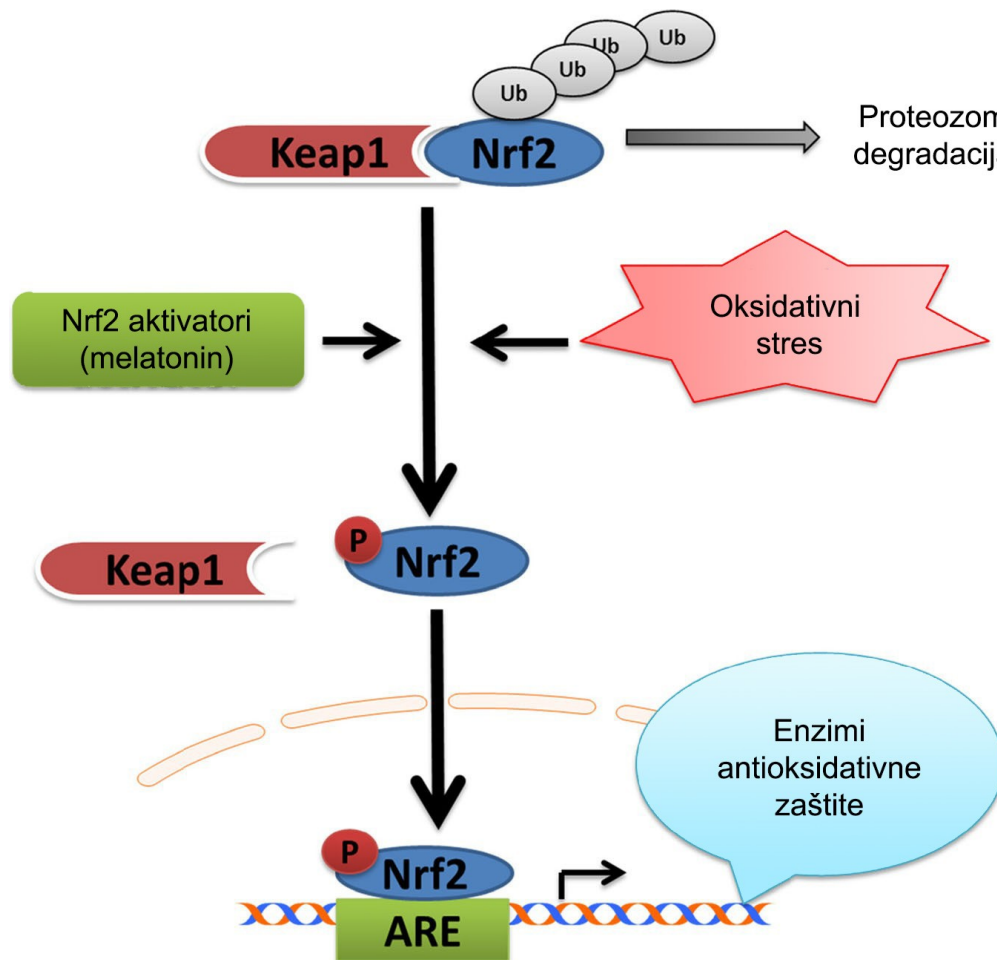 Ub
Ub
Ub
Ub
Keap1
Nrf2
Proteozom
degradacija
Nrf2 aktivatori
(melatonin)
Oksidativni
stres
Keap1
P
Nrf2
Enzimi
antioksidativne
zaštite
P
Nrf2
ARE